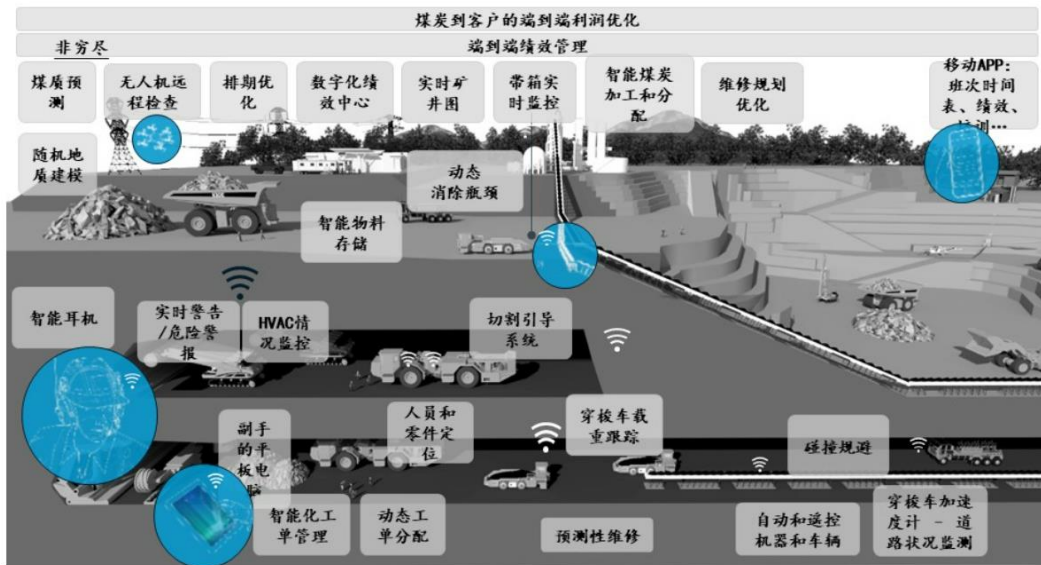 煤炭到客户的端到端利润优化
非穷尽
端到端绩效管理
煤质预
测
无人机远
程检查
排期优
化
数字化绩
效中心
实时矿
井图
带箱实
时监控
智能煤炭
加工和分
配
维修规划
优化
移动APP:
班次时间
表、绩效、
培训…
随机地
质建模
动态
消除瓶颈
智能物料
存储
智能耳机
实时警告
/危险警
报
HVAC情
况监控
切割引导
系统
副手
的平
板电
脑
人员和
零件定
位
穿梭车载
重跟踪
碰撞规避
智能化工
单管理
动态工
单分配
预测性维修
自动和遥控
机器和车辆
穿梭车加速
度计 - 道
路状况监测